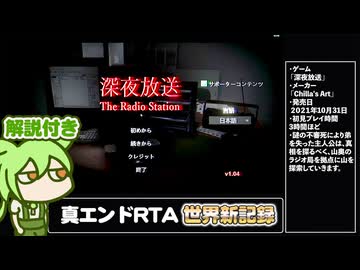 深夜放送
The Radio Station
サポーターコンテンツ
言語
日本語
初めから
続きから
クレジット
終了
v1.04
解説付き
真エンドRTA 世界新記録
・ゲーム
「深夜放送」
・メーカー
「Chilla's Art」
・発売日
2021年10月31日
・初見プレイ時間
3時間ほど
・謎の不審死により弟
を失った主人公は、真
相を探るべく、山奥の
ラジオ局を拠点に山を
探索していきます。